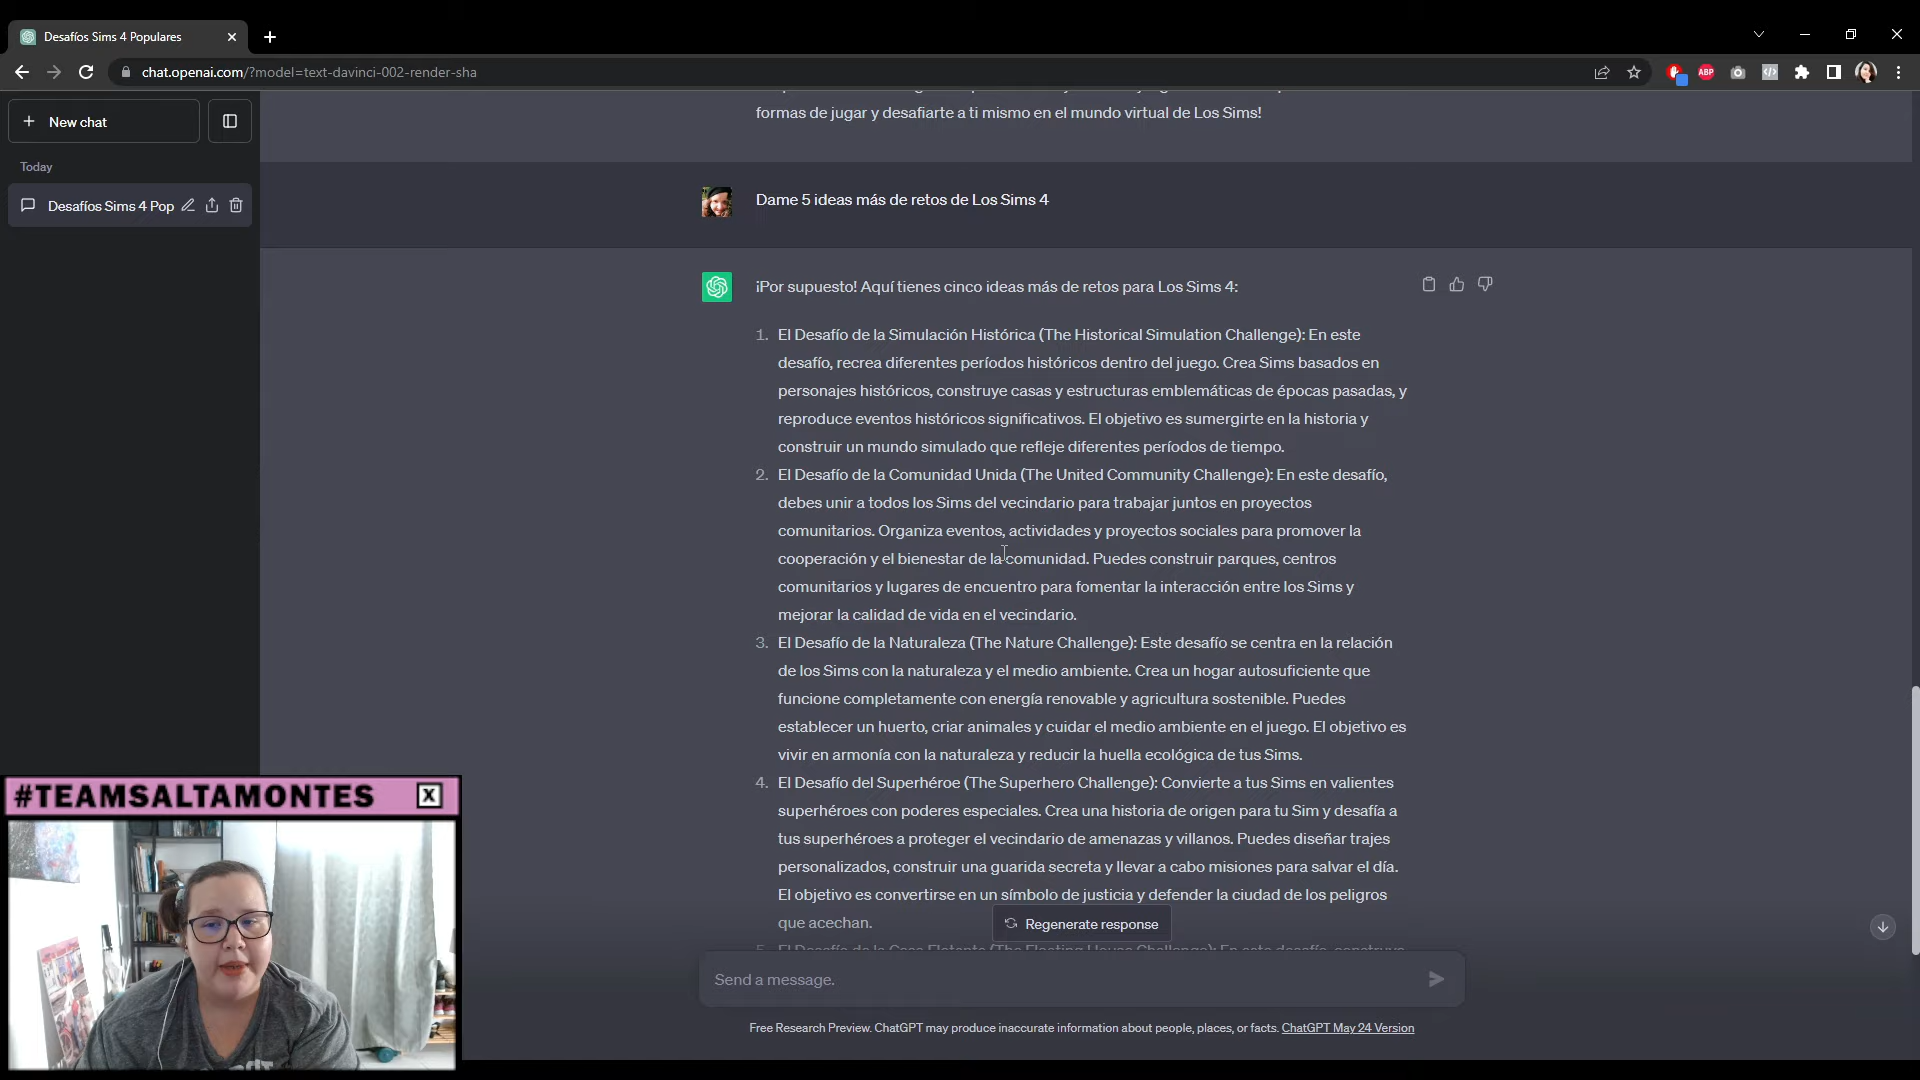 Desafíos Sims 4 Populares
chat.openai.com/?model=text-davinci-002-render-sha
ABP
New chat
Today
Desafíos Sims 4 Pop
formas de jugar y desafiarte a ti mismo en el mundo virtual de Los Sims!
Dame 5 ideas más de retos de Los Sims 4
¡Por supuesto! Aquí tienes cinco ideas más de retos para Los Sims 4:
1. El Desafío de la Simulación Histórica (The Historical Simulation Challenge): En este
desafío, recrea diferentes períodos históricos dentro del juego. Crea Sims basados en
personajes históricos, construye casas y estructuras emblemáticas de épocas pasadas, y
reproduce eventos históricos significativos. El objetivo es sumergirte en la historia y
construir un mundo simulado que refleje diferentes períodos de tiempo.
2. El Desafío de la Comunidad Unida (The United Community Challenge): En este desafío,
debes unir a todos los Sims del vecindario para trabajar juntos en proyectos
comunitarios. Organiza eventos, actividades y proyectos sociales para promover la
cooperación y el bienestar de la comunidad. Puedes construir parques, centros
comunitarios y lugares de encuentro para fomentar la interacción entre los Sims y
mejorar la calidad de vida en el vecindario.
3. El Desafío de la Naturaleza (The Nature Challenge): Este desafío se centra en la relación
de los Sims con la naturaleza y el medio ambiente. Crea un hogar autosuficiente que
funcione completamente con energía renovable y agricultura sostenible. Puedes
establecer un huerto, criar animales y cuidar el medio ambiente en el juego. El objetivo es
vivir en armonía con la naturaleza y reducir la huella ecológica de tus Sims.
4. El Desafío del Superhéroe (The Superhero Challenge): Convierte a tus Sims en valientes
superhéroes con poderes especiales. Crea una historia de origen para tu Sim y desafía a
tus superhéroes a proteger el vecindario de amenazas y villanos. Puedes diseñar trajes
personalizados, construir una guarida secreta y llevar a cabo misiones para salvar el día.
El objetivo es convertirse en un símbolo de justicia y defender la ciudad de los peligros
que acechan.
Regenerate response
5. El Desafío de la Casa Flotante (The Floating House Challenge): En este desafío, construye
Send a message.
Free Research Preview. ChatGPT may produce inaccurate information about people, places, or facts. ChatGPT May 24 Version
#TEAMSALTAMONTES X